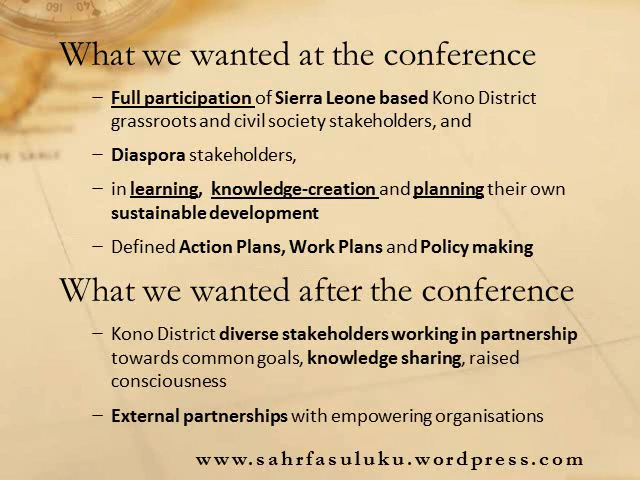 What we wanted at the conference
– Full participation of Sierra Leone based Kono District
grassroots and civil society stakeholders, and
– Diaspora stakeholders,
– in learning, knowledge-creation and planning their own
sustainable development
– Defined Action Plans, Work Plans and Policy making
What we wanted after the conference
– Kono District diverse stakeholders working in partnership
towards common goals, knowledge sharing, raised
consciousness
– External partnerships with empowering organisations
www.sahrfasuluku.wordpress.com